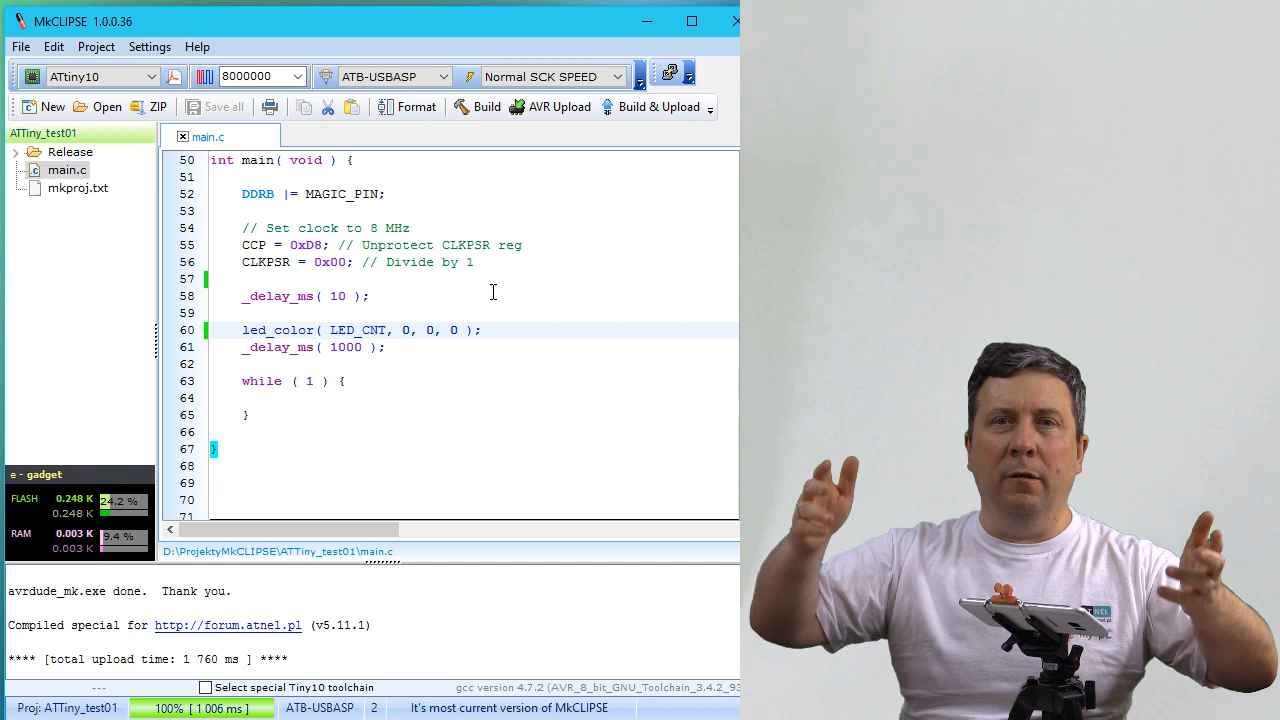 MkCLIPSE 1.0.0.36
File Edit Project Settings Help
ATtiny10 8000000 ATB-USBASP Normal SCK SPEED
New Open ZIP Save all Format Build AVR Upload Build & Upload
ATTiny_test01
Release
main.c
mkproj.txt
main.c
50 int main( void ) {
51
52 DDRB |= MAGIC_PIN;
53
54 // Set clock to 8 MHz
55 CCP = 0xD8; // Unprotect CLKPSR reg
56 CLKPSR = 0x00; // Divide by 1
57
58 _delay_ms( 10 );
59
60 led_color( LED_CNT, 0, 0, 0 );
61 _delay_ms( 1000 );
62
63 while ( 1 ) {
64
65 }
66
67 }
68
69
70
71
e - gadget
FLASH 0.248 K 24.2 %
0.248 K
RAM 0.003 K 9.4 %
0.003 K
D:\ProjektyMkCLIPSE\ATTiny_test01\main.c
avrdude_mk.exe done. Thank you.
Compiled special for http://forum.atnel.pl (v5.11.1)
**** [total upload time: 1 760 ms ] ****
--- Select special Tiny10 toolchain gcc version 4.7.2 (AVR_8_bit_GNU_Toolchain_3.4.2_93
Proj: ATTiny_test01 100% [ 1 006 ms ] ATB-USBASP 2 It's most current version of MkCLIPSE